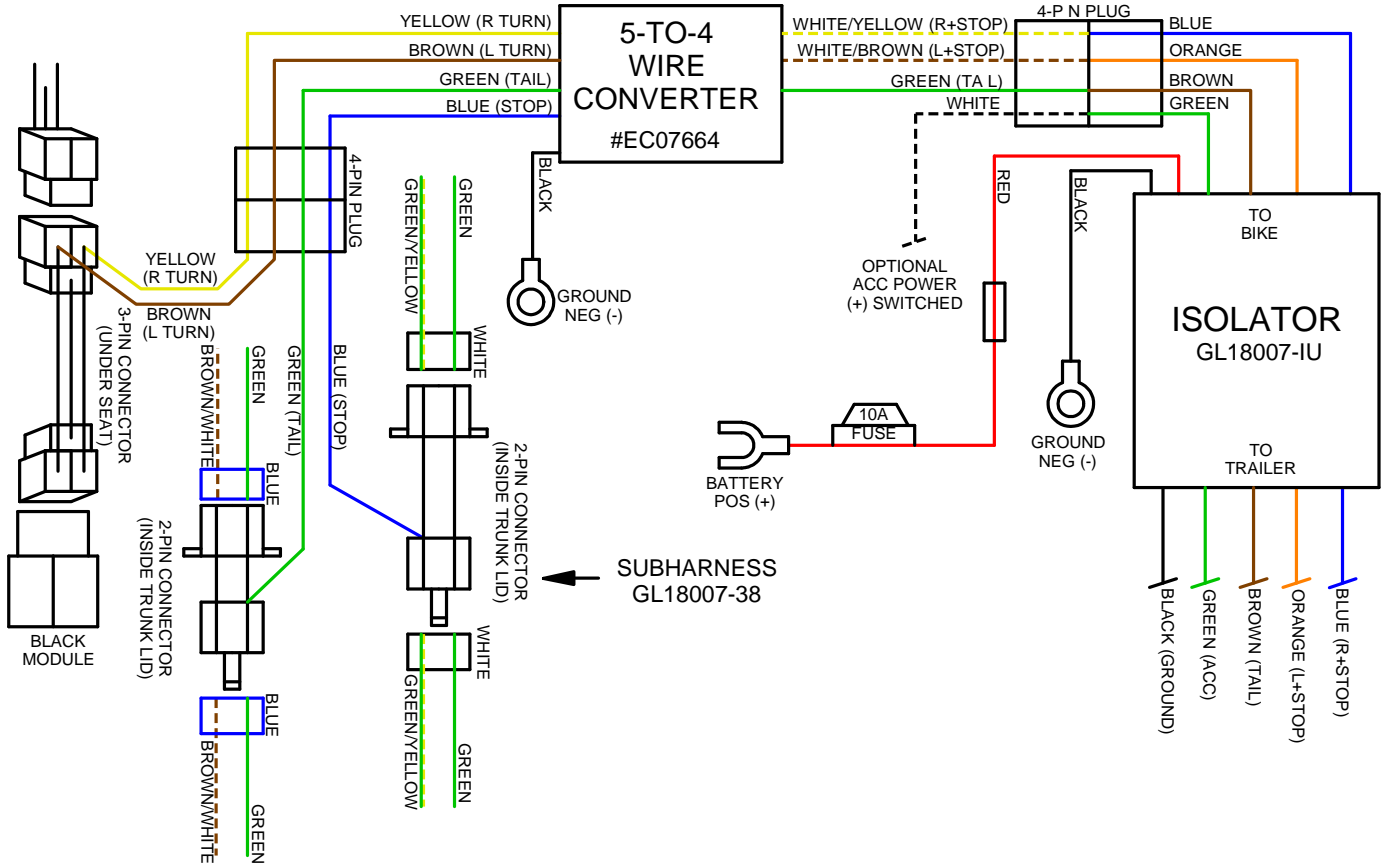 YELLOW (R TURN)
BROWN (L TURN)
GREEN (TAIL)
BLUE (STOP)
5-TO-4
WIRE
CONVERTER
#EC07664
WHITE/YELLOW (R+STOP)
WHITE/BROWN (L+STOP)
GREEN (TA L)
WHITE
4-P N PLUG
BLUE
ORANGE
BROWN
GREEN
4-PIN PLUG
BLACK
GROUND
NEG (-)
GREEN/YELLOW
GREEN
WHITE
YELLOW
(R TURN)
BROWN
(L TURN)
3-PIN CONNECTOR
(UNDER SEAT)
BROWN/WHITE
GREEN
GREEN (TAIL)
BLUE (STOP)
BLUE
2-PIN CONNECTOR
(INSIDE TRUNK LID)
2-PIN CONNECTOR
(INSIDE TRUNK LID)
BLACK
MODULE
BLUE
BROWN/WHITE
GREEN
WHITE
GREEN/YELLOW
GREEN
SUBHARNESS
GL18007-38
OPTIONAL
ACC POWER
(+) SWITCHED
RED
BLACK
10A
FUSE
BATTERY
POS (+)
GROUND
NEG (-)
TO
BIKE
ISOLATOR
GL18007-IU
TO
TRAILER
BLACK (GROUND)
GREEN (ACC)
BROWN (TAIL)
ORANGE (L+STOP)
BLUE (R+STOP)